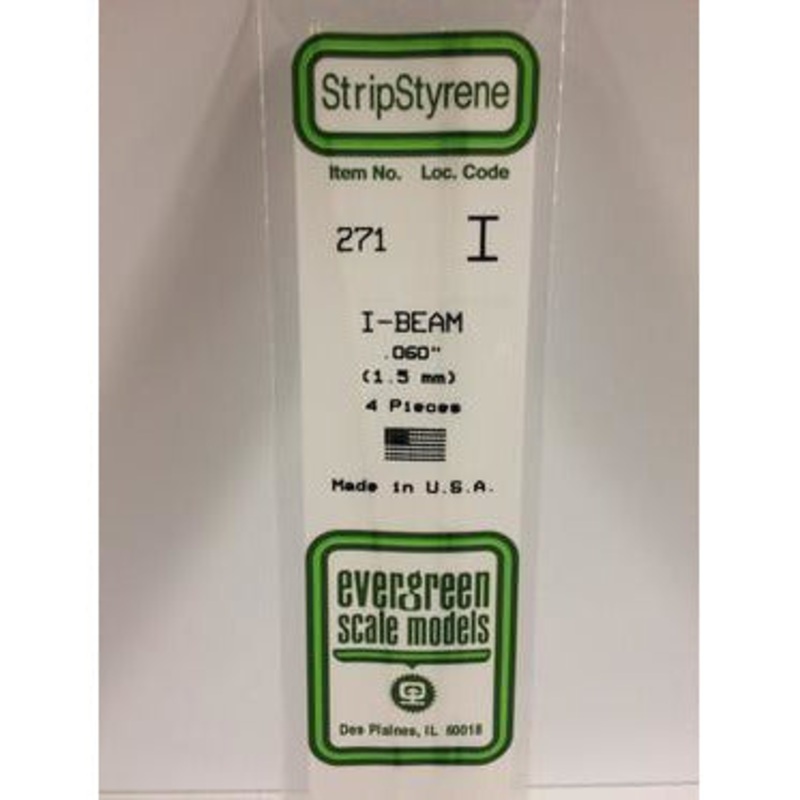 StripStyrene
Item No. Loc. Code
271 I
I-BEAM
.060"
(1.5 mm)
4 Pieces
Made in U.S.A.
evergreen
scale models
Des Plaines, IL 60018